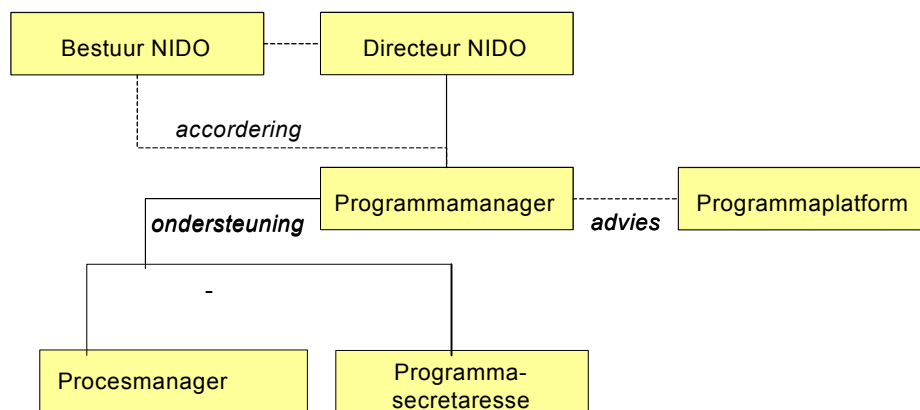 Bestuur NIDO
Directeur NIDO
accordering
Programmamanager
Programmaplatform
ondersteuning
advies
-
Procesmanager
Programma-
secretaresse